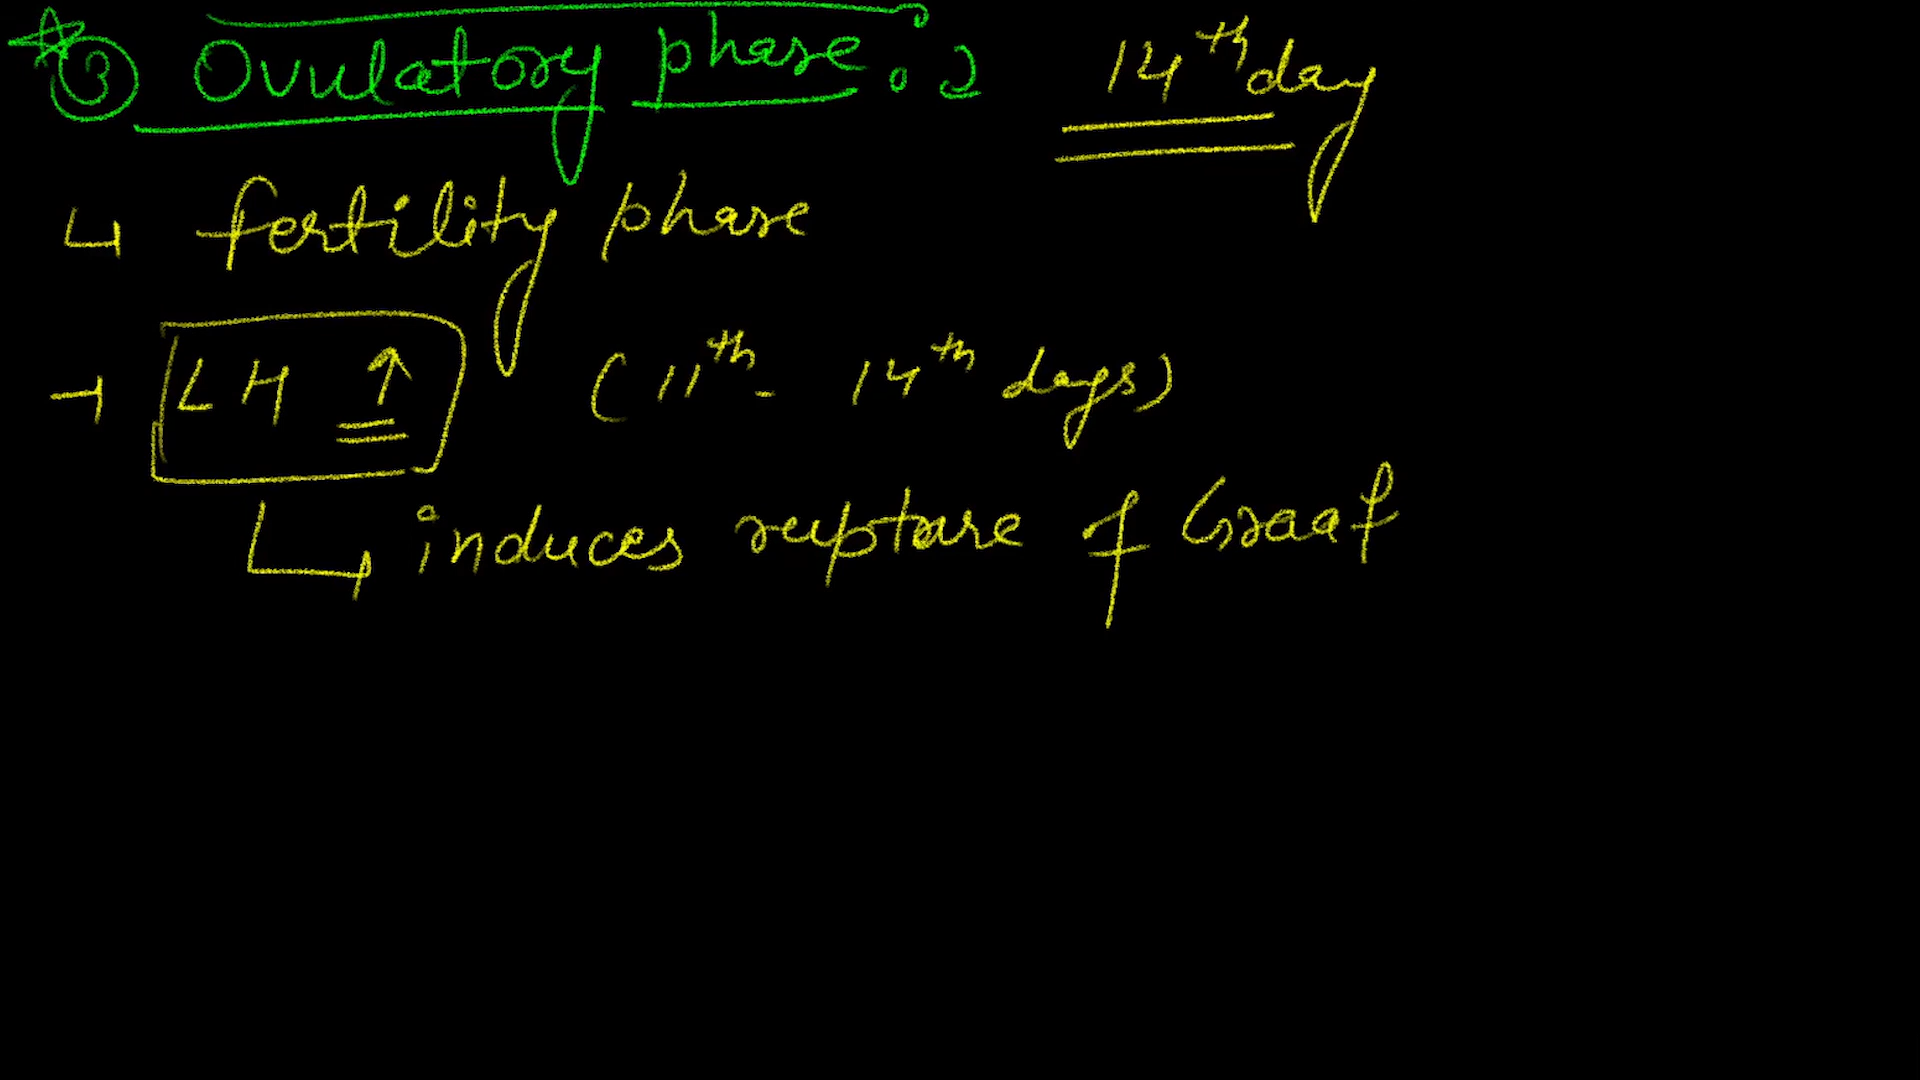 ③ Ovulatory phase :- 14th day
fertility phase
→ LH ↑ (11th - 14th days)
induces rupture of Graaf